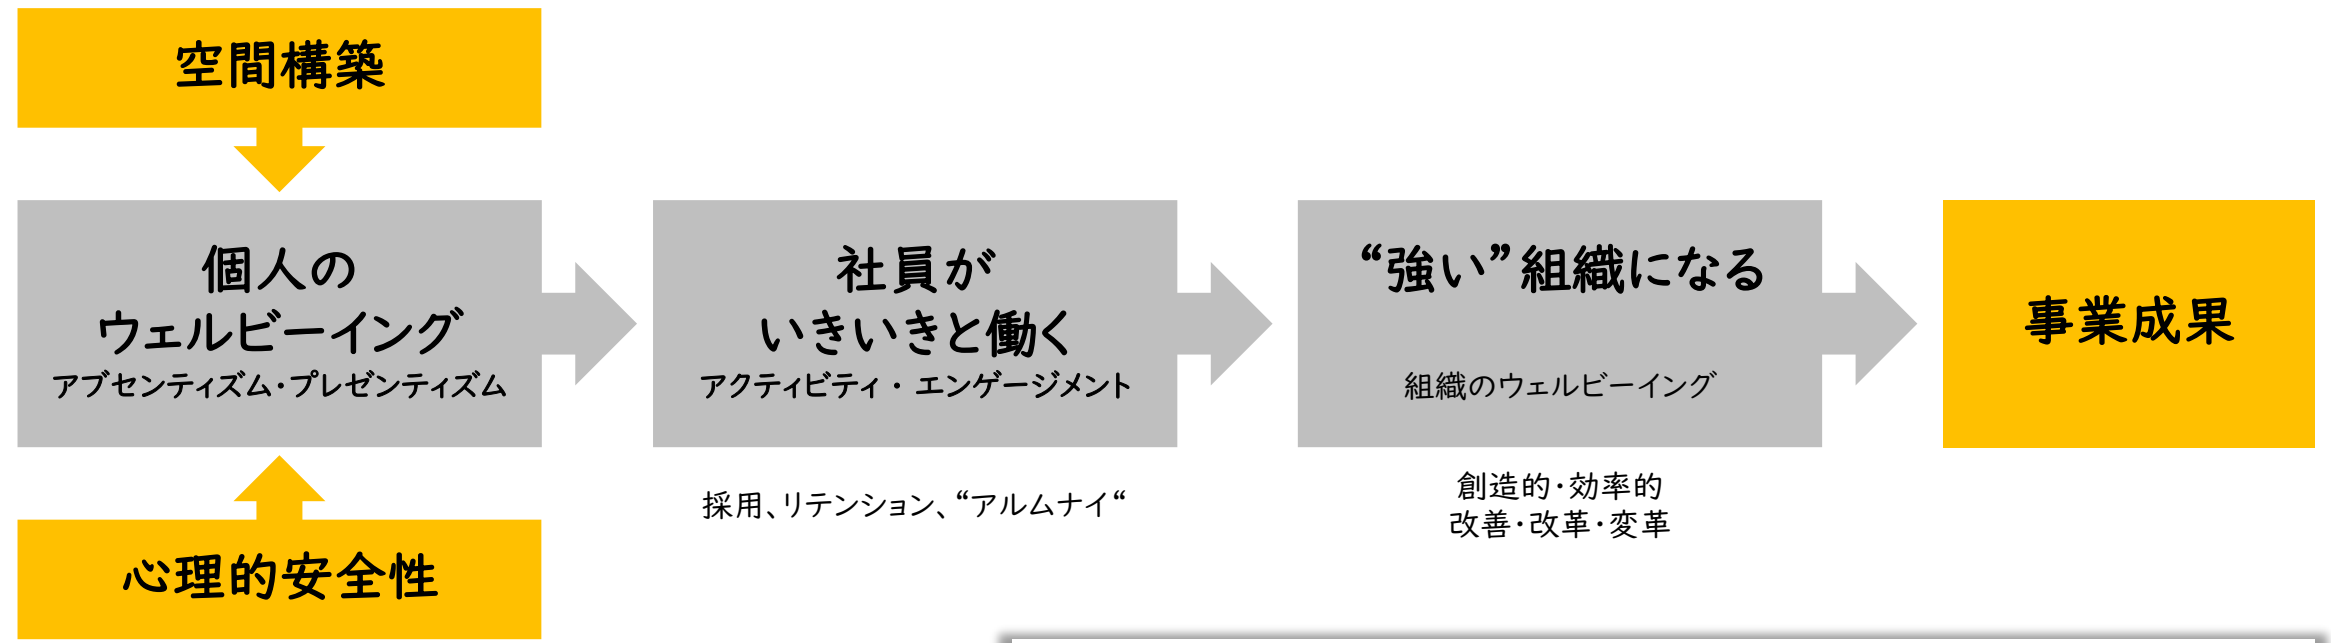 空間構築
個人の
ウェルビーイング
アブセンティズム・プレゼンティズム
心理的安全性
社員が
いきいきと働く
アクティビティ・エンゲージメント
採用、リテンション、“アルムナイ“
“強い”組織になる
組織のウェルビーイング
創造的・効率的
改善・改革・変革
事業成果